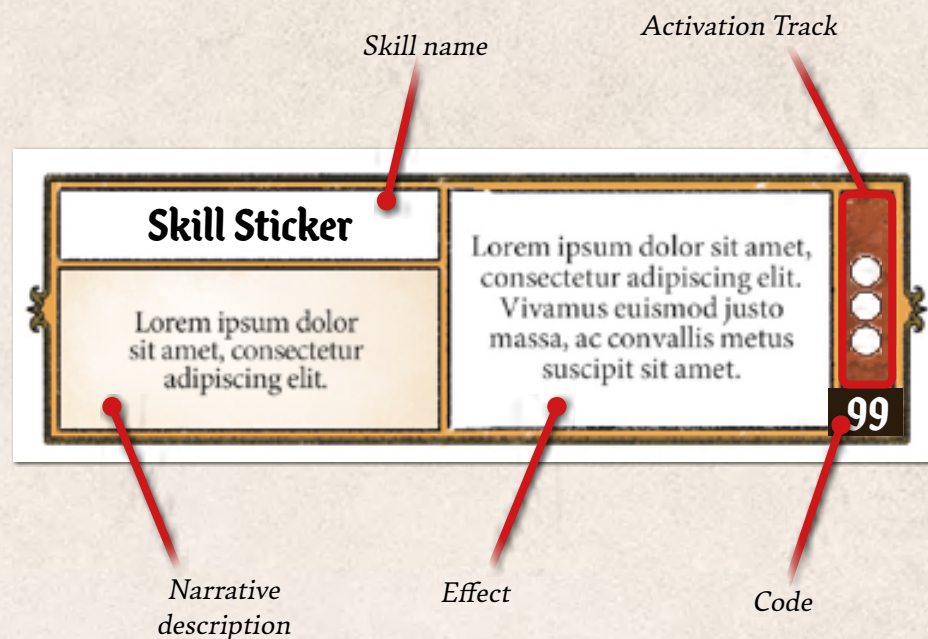 Activation Track
Skill name
Skill Sticker
Lorem ipsum dolor
sit amet, consectetur
adipiscing elit.
Lorem ipsum dolor sit amet,
consectetur adipiscing elit.
Vivamus euismod justo
massa, ac convallis metus
suscipit sit amet.
99
Narrative
description
Effect
Code